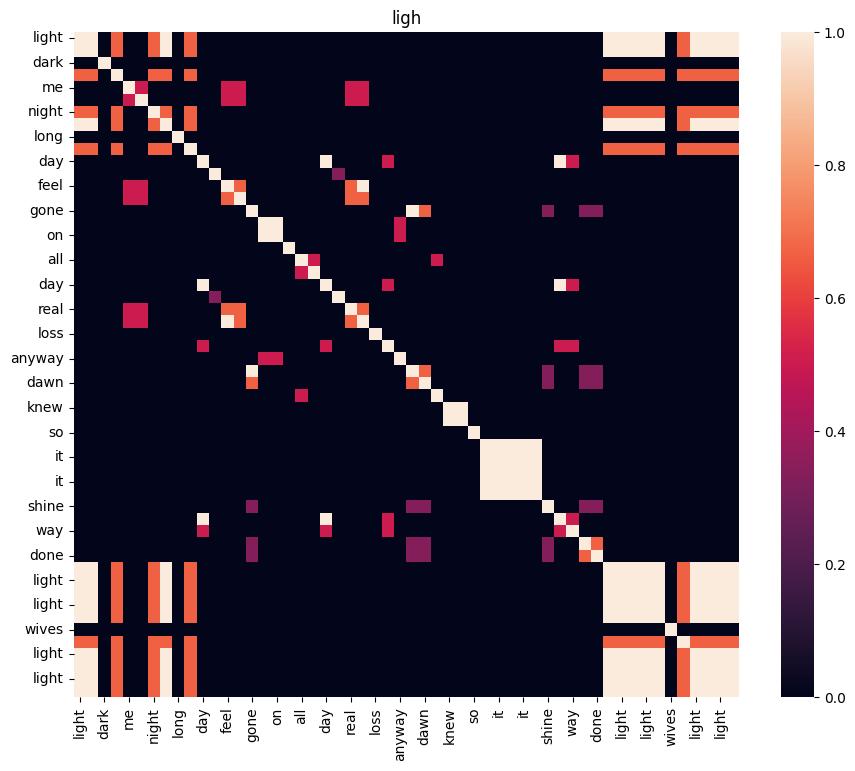 ligh
light
dark
me
night
long
day
feel
gone
on
all
day
real
loss
anyway
dawn
knew
so
it
it
shine
way
done
light
light
wives
light
light
1.0
0.8
0.6
0.4
0.2
0.0
light
dark
me
night
long
day
feel
gone
on
all
day
real
loss
anyway
dawn
knew
so
it
it
shine
way
done
light
light
wives
light
light